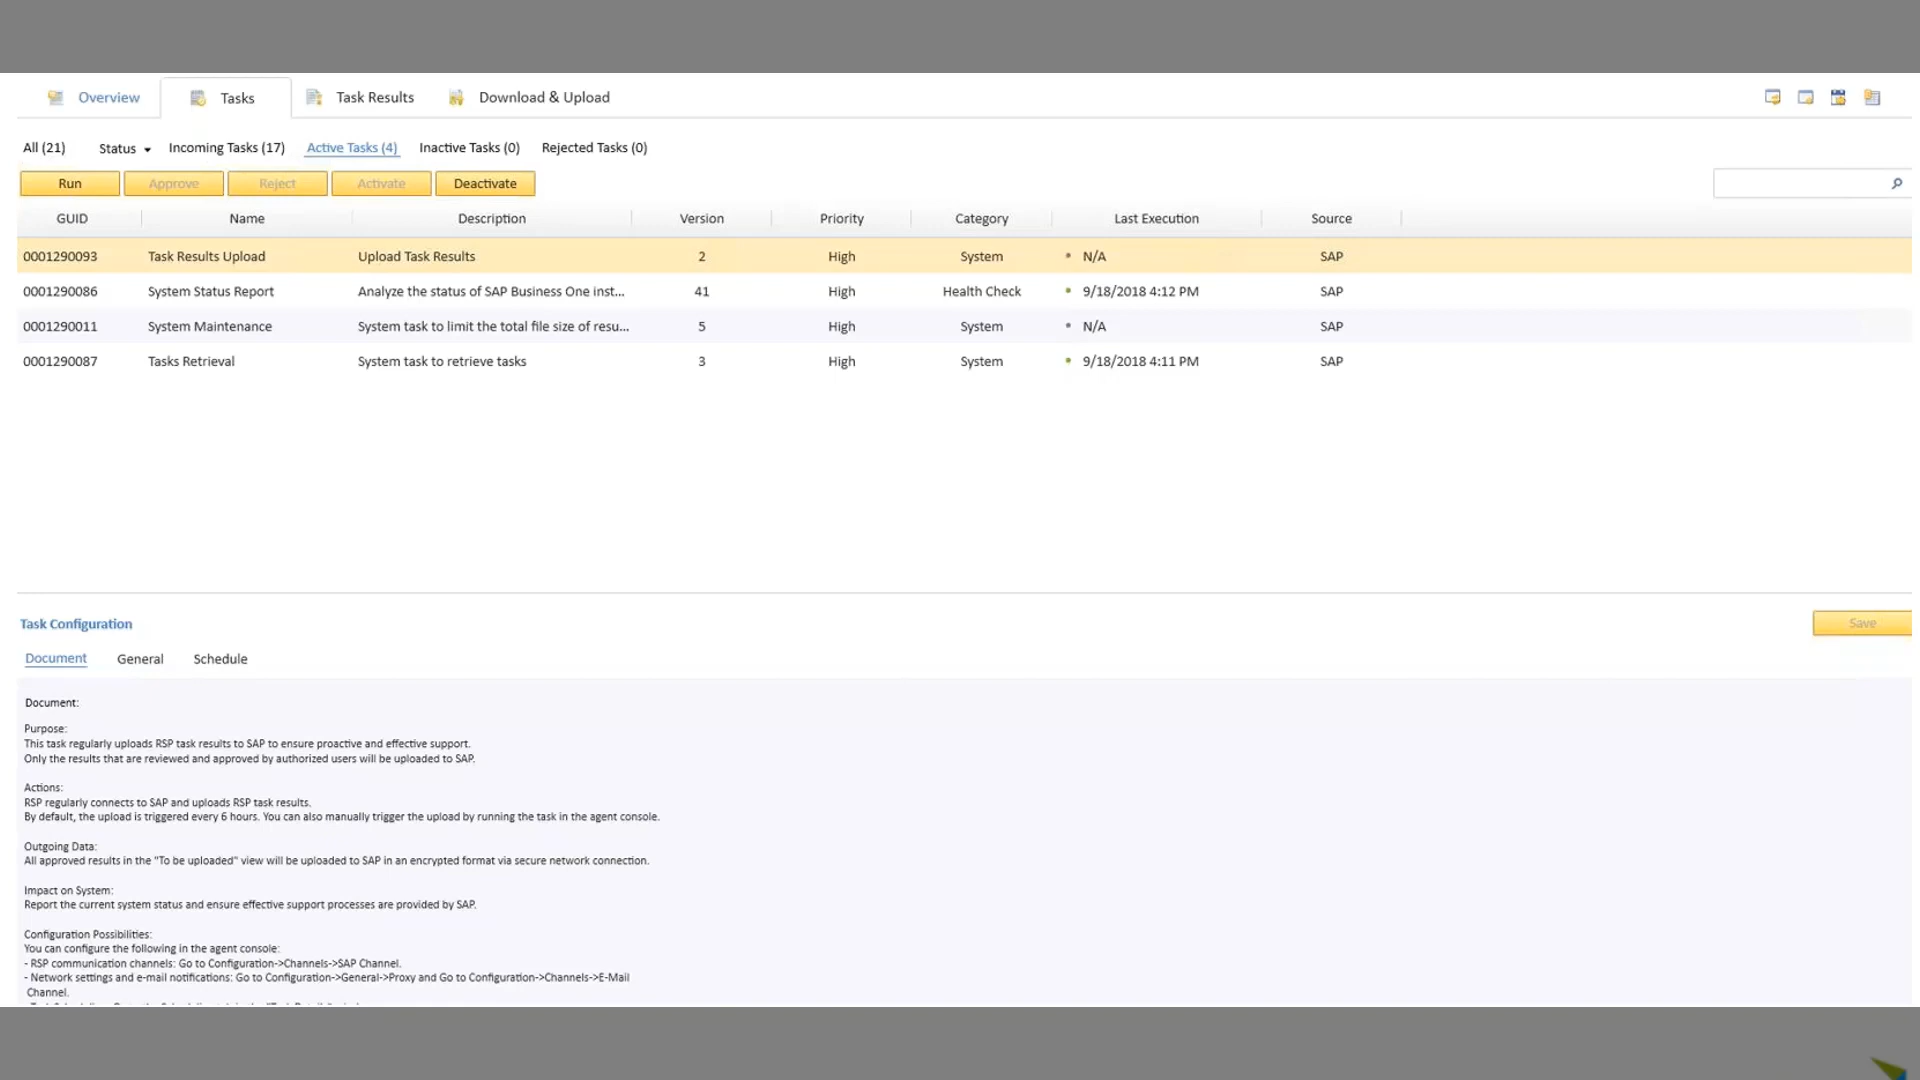 Overview Tasks Task Results Download & Upload
All (21) Status Incoming Tasks (17) Active Tasks (4) Inactive Tasks (0) Rejected Tasks (0)
Run Approve Reject Activate Deactivate
GUID Name Description Version Priority Category Last Execution Source
0001290093 Task Results Upload Upload Task Results 2 High System N/A SAP
0001290086 System Status Report Analyze the status of SAP Business One inst... 41 High Health Check 9/18/2018 4:12 PM SAP
0001290011 System Maintenance System task to limit the total file size of resu... 5 High System N/A SAP
0001290087 Tasks Retrieval System task to retrieve tasks 3 High System 9/18/2018 4:11 PM SAP
Task Configuration Save
Document General Schedule
Document:
Purpose:
This task regularly uploads RSP task results to SAP to ensure proactive and effective support.
Only the results that are reviewed and approved by authorized users will be uploaded to SAP.
Actions:
RSP regularly connects to SAP and uploads RSP task results.
By default, the upload is triggered every 6 hours. You can also manually trigger the upload by running the task in the agent console.
Outgoing Data:
All approved results in the "To be uploaded" view will be uploaded to SAP in an encrypted format via secure network connection.
Impact on System:
Report the current system status and ensure effective support processes are provided by SAP.
Configuration Possibilities:
You can configure the following in the agent console:
- RSP communication channels: Go to Configuration->Channels->SAP Channel.
- Network settings and e-mail notifications: Go to Configuration->General->Proxy and Go to Configuration->Channels->E-Mail
Channel.